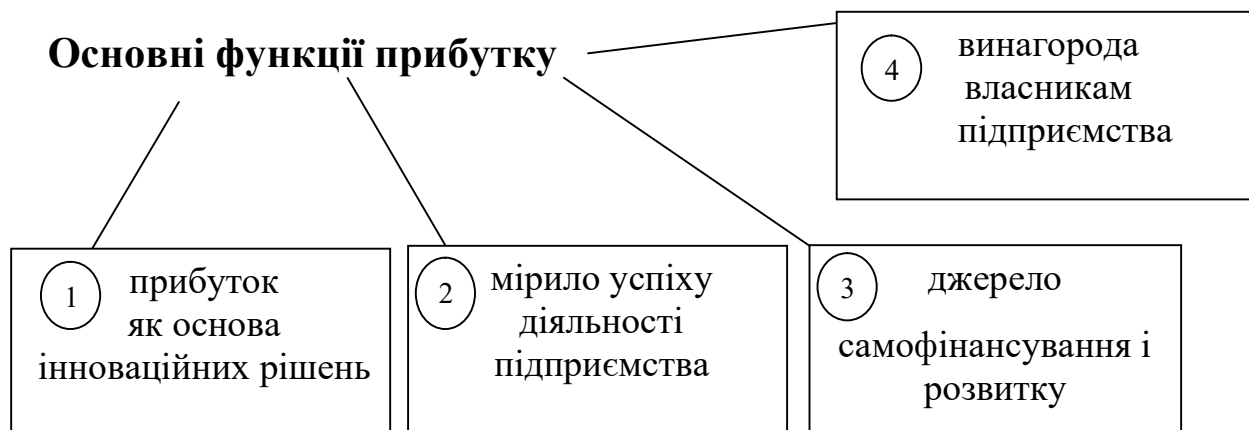 Основні функції прибутку
4
винагорода
власникам
підприємства
1
прибуток
як основа
інноваційних рішень
2
мірило успіху
діяльності
підприємства
3
джерело
самофінансування і
розвитку